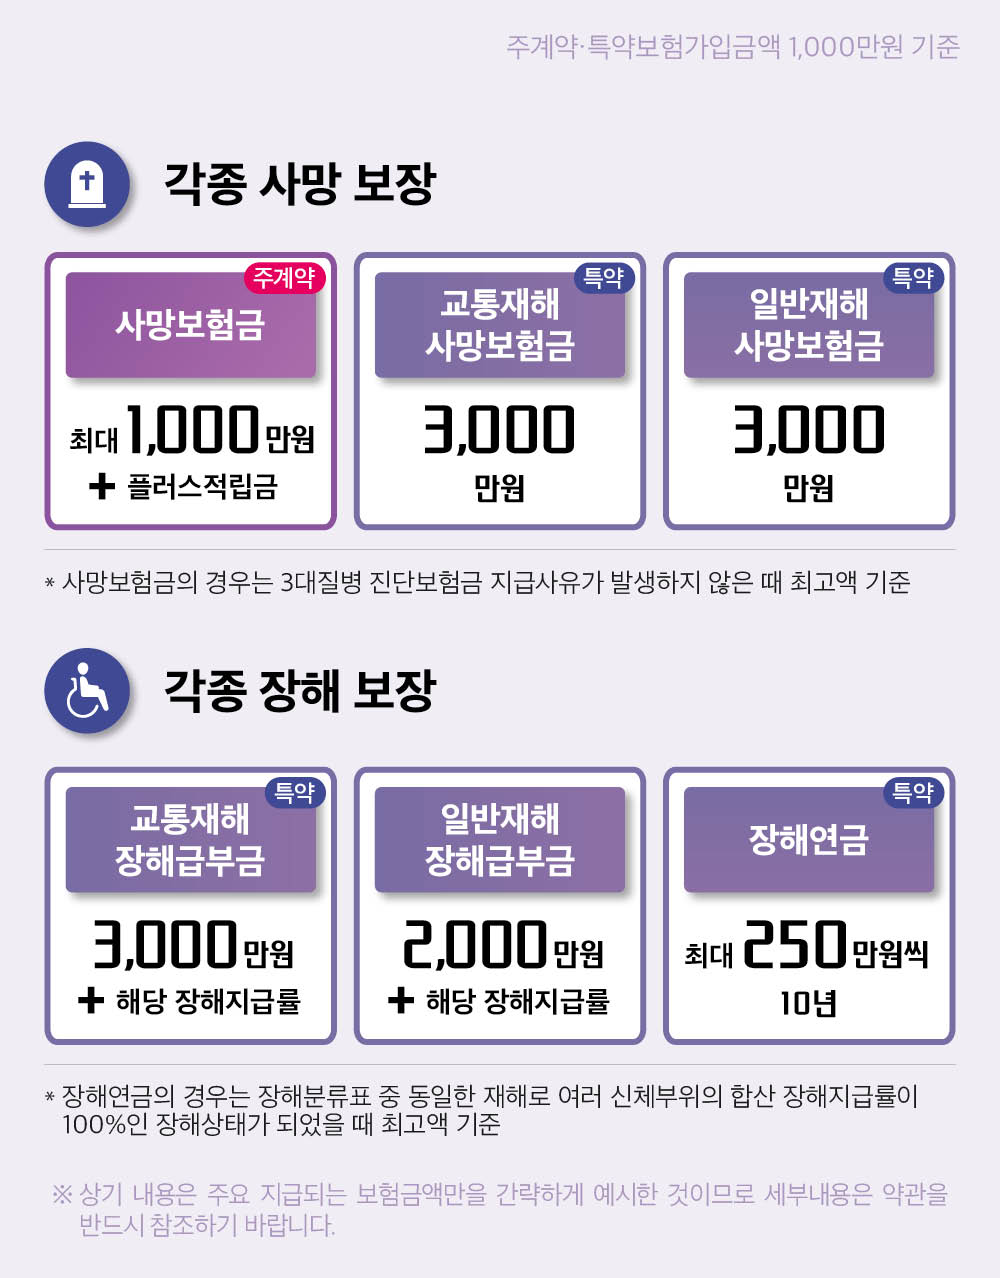 주계약·특약보험가입금액 1,000만원 기준
각종 사망 보장
주계약
사망보험금
최대 1,000 만원
+ 플러스적립금
특약
교통재해
사망보험금
3,000
만원
특약
일반재해
사망보험금
3,000
만원
* 사망보험금의 경우는 3대질병 진단보험금 지급사유가 발생하지 않은 때 최고액 기준
각종 장해 보장
특약
교통재해
장해급부금
3,000 만원
+ 해당 장해지급률
일반재해
장해급부금
2,000 만원
+ 해당 장해지급률
특약
장해연금
최대 250 만원씩
10년
* 장해연금의 경우는 장해분류표 중 동일한 재해로 여러 신체부위의 합산 장해지급률이
100%인 장해상태가 되었을 때 최고액 기준
※ 상기 내용은 주요 지급되는 보험금액만을 간략하게 예시한 것이므로 세부내용은 약관을
반드시 참조하기 바랍니다.